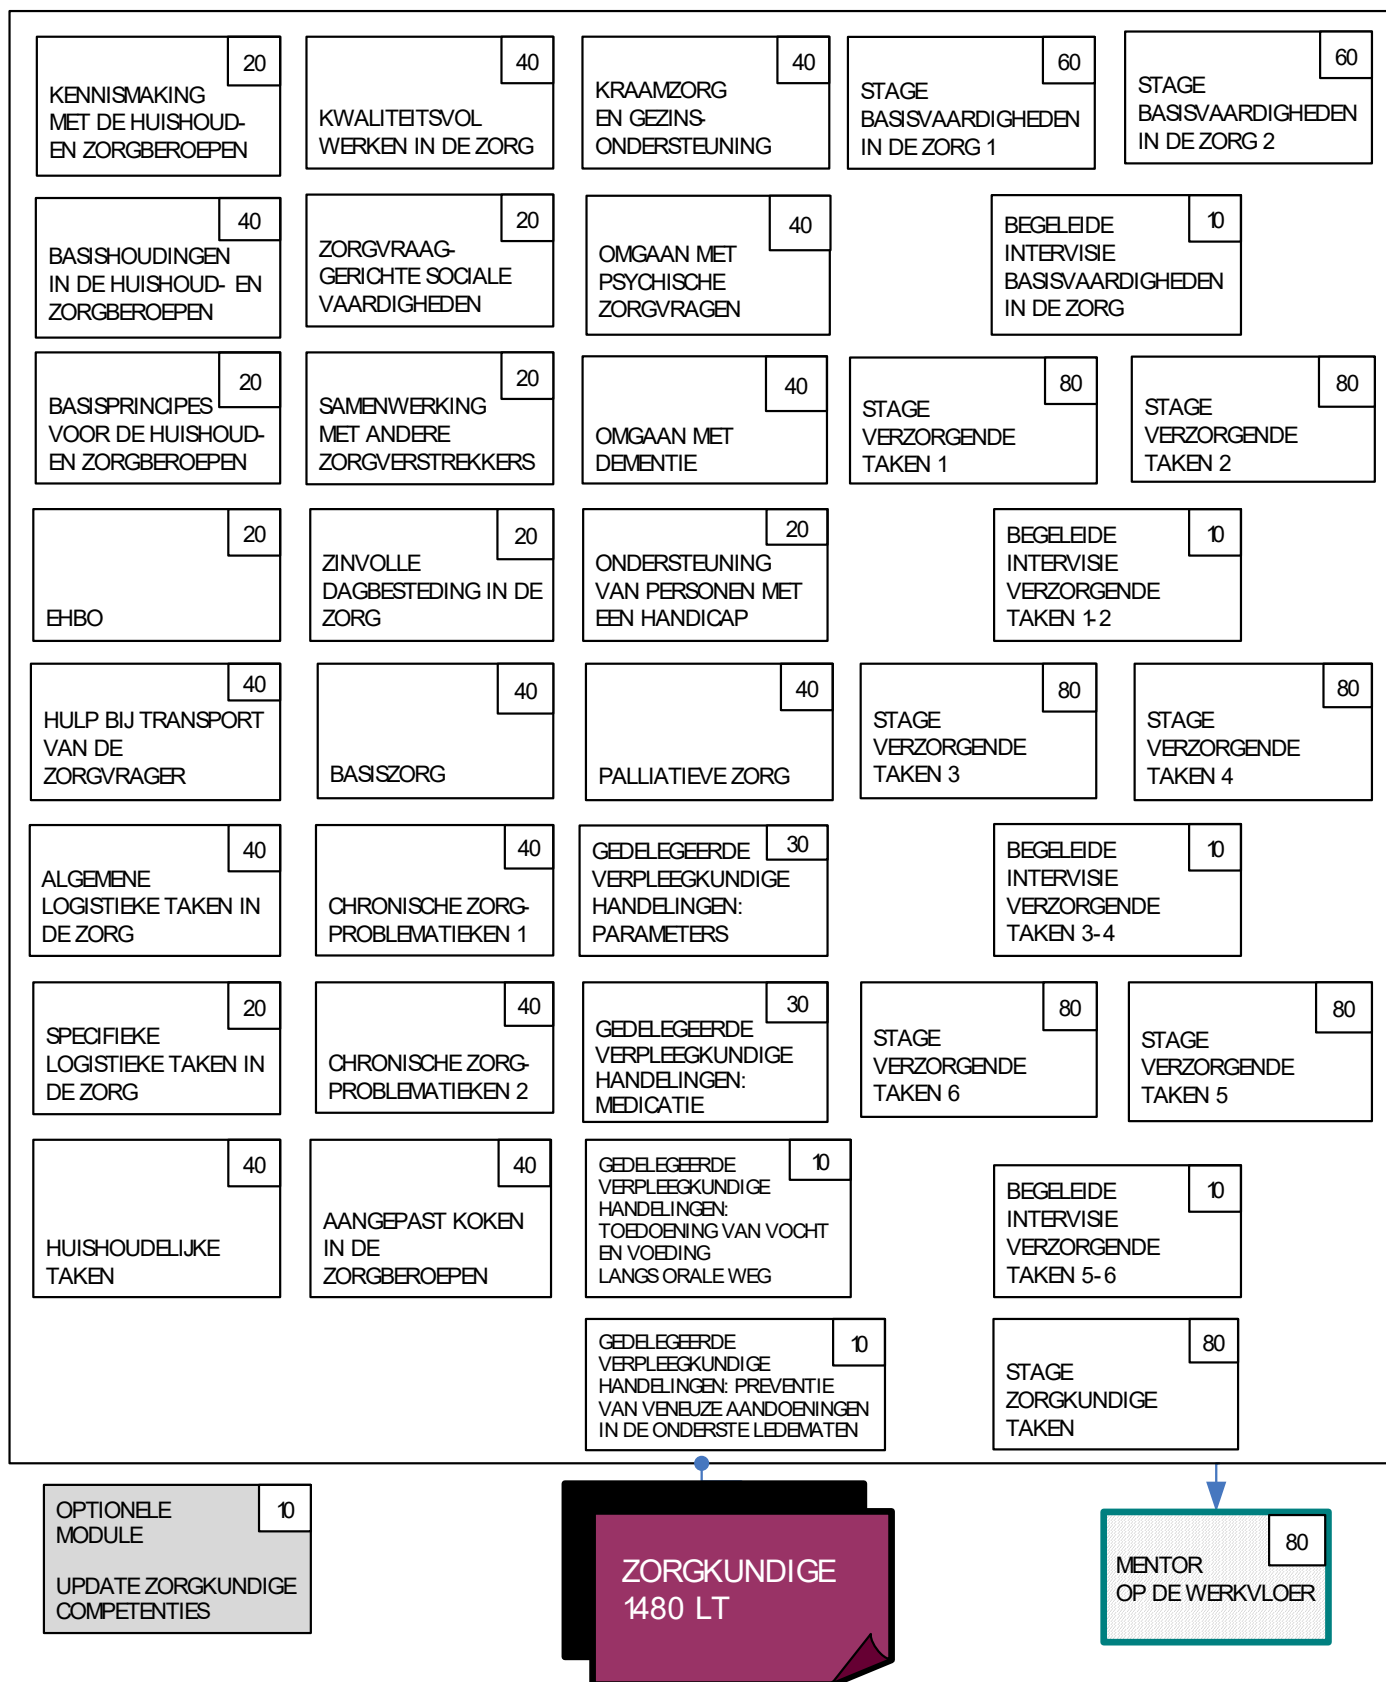 20
KENNISMAKING
MET DE HUISHOUD-
EN ZORGBEROEPEN
40
KWALITEITSVOL
WERKEN IN DE ZORG
40
KRAAMZORG
EN GEZINS-
ONDERSTEUNING
60
STAGE
BASISVAARDIGHEDEN
IN DE ZORG 1
60
STAGE
BASISVAARDIGHEDEN
IN DE ZORG 2
40
BASISHOUDINGEN
IN DE HUISHOUD- EN
ZORGBEROEPEN
20
ZORGVRAAG-
GERICHTE SOCIALE
VAARDIGHEDEN
40
OMGAAN MET
PSYCHISCHE
ZORGVRAGEN
10
BEGELEIDE
INTERVISIE
BASISVAARDIGHEDEN
IN DE ZORG
20
BASISPRINCIPES
VOOR DE HUISHOUD-
EN ZORGBEROEPEN
20
SAMENWERKING
MET ANDERE
ZORGVERSTREKKERS
40
OMGAAN MET
DEMENTIE
80
STAGE
VERZORGENDE
TAKEN 1
80
STAGE
VERZORGENDE
TAKEN 2
20
EHBO
20
ZINVOLLE
DAGBESTEDING IN DE
ZORG
20
ONDERSTEUNING
VAN PERSONEN MET
EEN HANDICAP
10
BEGELEIDE
INTERVISIE
VERZORGENDE
TAKEN 1-2
40
HULP BIJ TRANSPORT
VAN DE
ZORGVRAGER
40
BASISZORG
40
PALLIATIEVE ZORG
80
STAGE
VERZORGENDE
TAKEN 3
80
STAGE
VERZORGENDE
TAKEN 4
40
ALGEMENE
LOGISTIEKE TAKEN IN
DE ZORG
40
CHRONISCHE ZORG-
PROBLEMATIEKEN 1
30
GEDELEGEERDE
VERPLEEGKUNDIGE
HANDELINGEN:
PARAMETERS
10
BEGELEIDE
INTERVISIE
VERZORGENDE
TAKEN 3-4
20
SPECIFIEKE
LOGISTIEKE TAKEN IN
DE ZORG
40
CHRONISCHE ZORG-
PROBLEMATIEKEN 2
30
GEDELEGEERDE
VERPLEEGKUNDIGE
HANDELINGEN:
MEDICATIE
80
STAGE
VERZORGENDE
TAKEN 6
80
STAGE
VERZORGENDE
TAKEN 5
40
HUISHOUDELIJKE
TAKEN
40
AANGEPAST KOKEN
IN DE
ZORGBEROEPEN
10
GEDELEGEERDE
VERPLEEGKUNDIGE
HANDELINGEN:
TOEDOENING VAN VOCHT
EN VOEDING
LANGS ORALE WEG
10
BEGELEIDE
INTERVISIE
VERZORGENDE
TAKEN 5-6
10
GEDELEGEERDE
VERPLEEGKUNDIGE
HANDELINGEN: PREVENTIE
VAN VENEUZE AANDOENINGEN
IN DE ONDERSTE LEDEMATEN
80
STAGE
ZORGKUNDIGE
TAKEN
10
OPTIONELE
MODULE
UPDATE ZORGKUNDIGE
COMPETENTIES
ZORGKUNDIGE
1480 LT
80
MENTOR
OP DE WERKVLOER